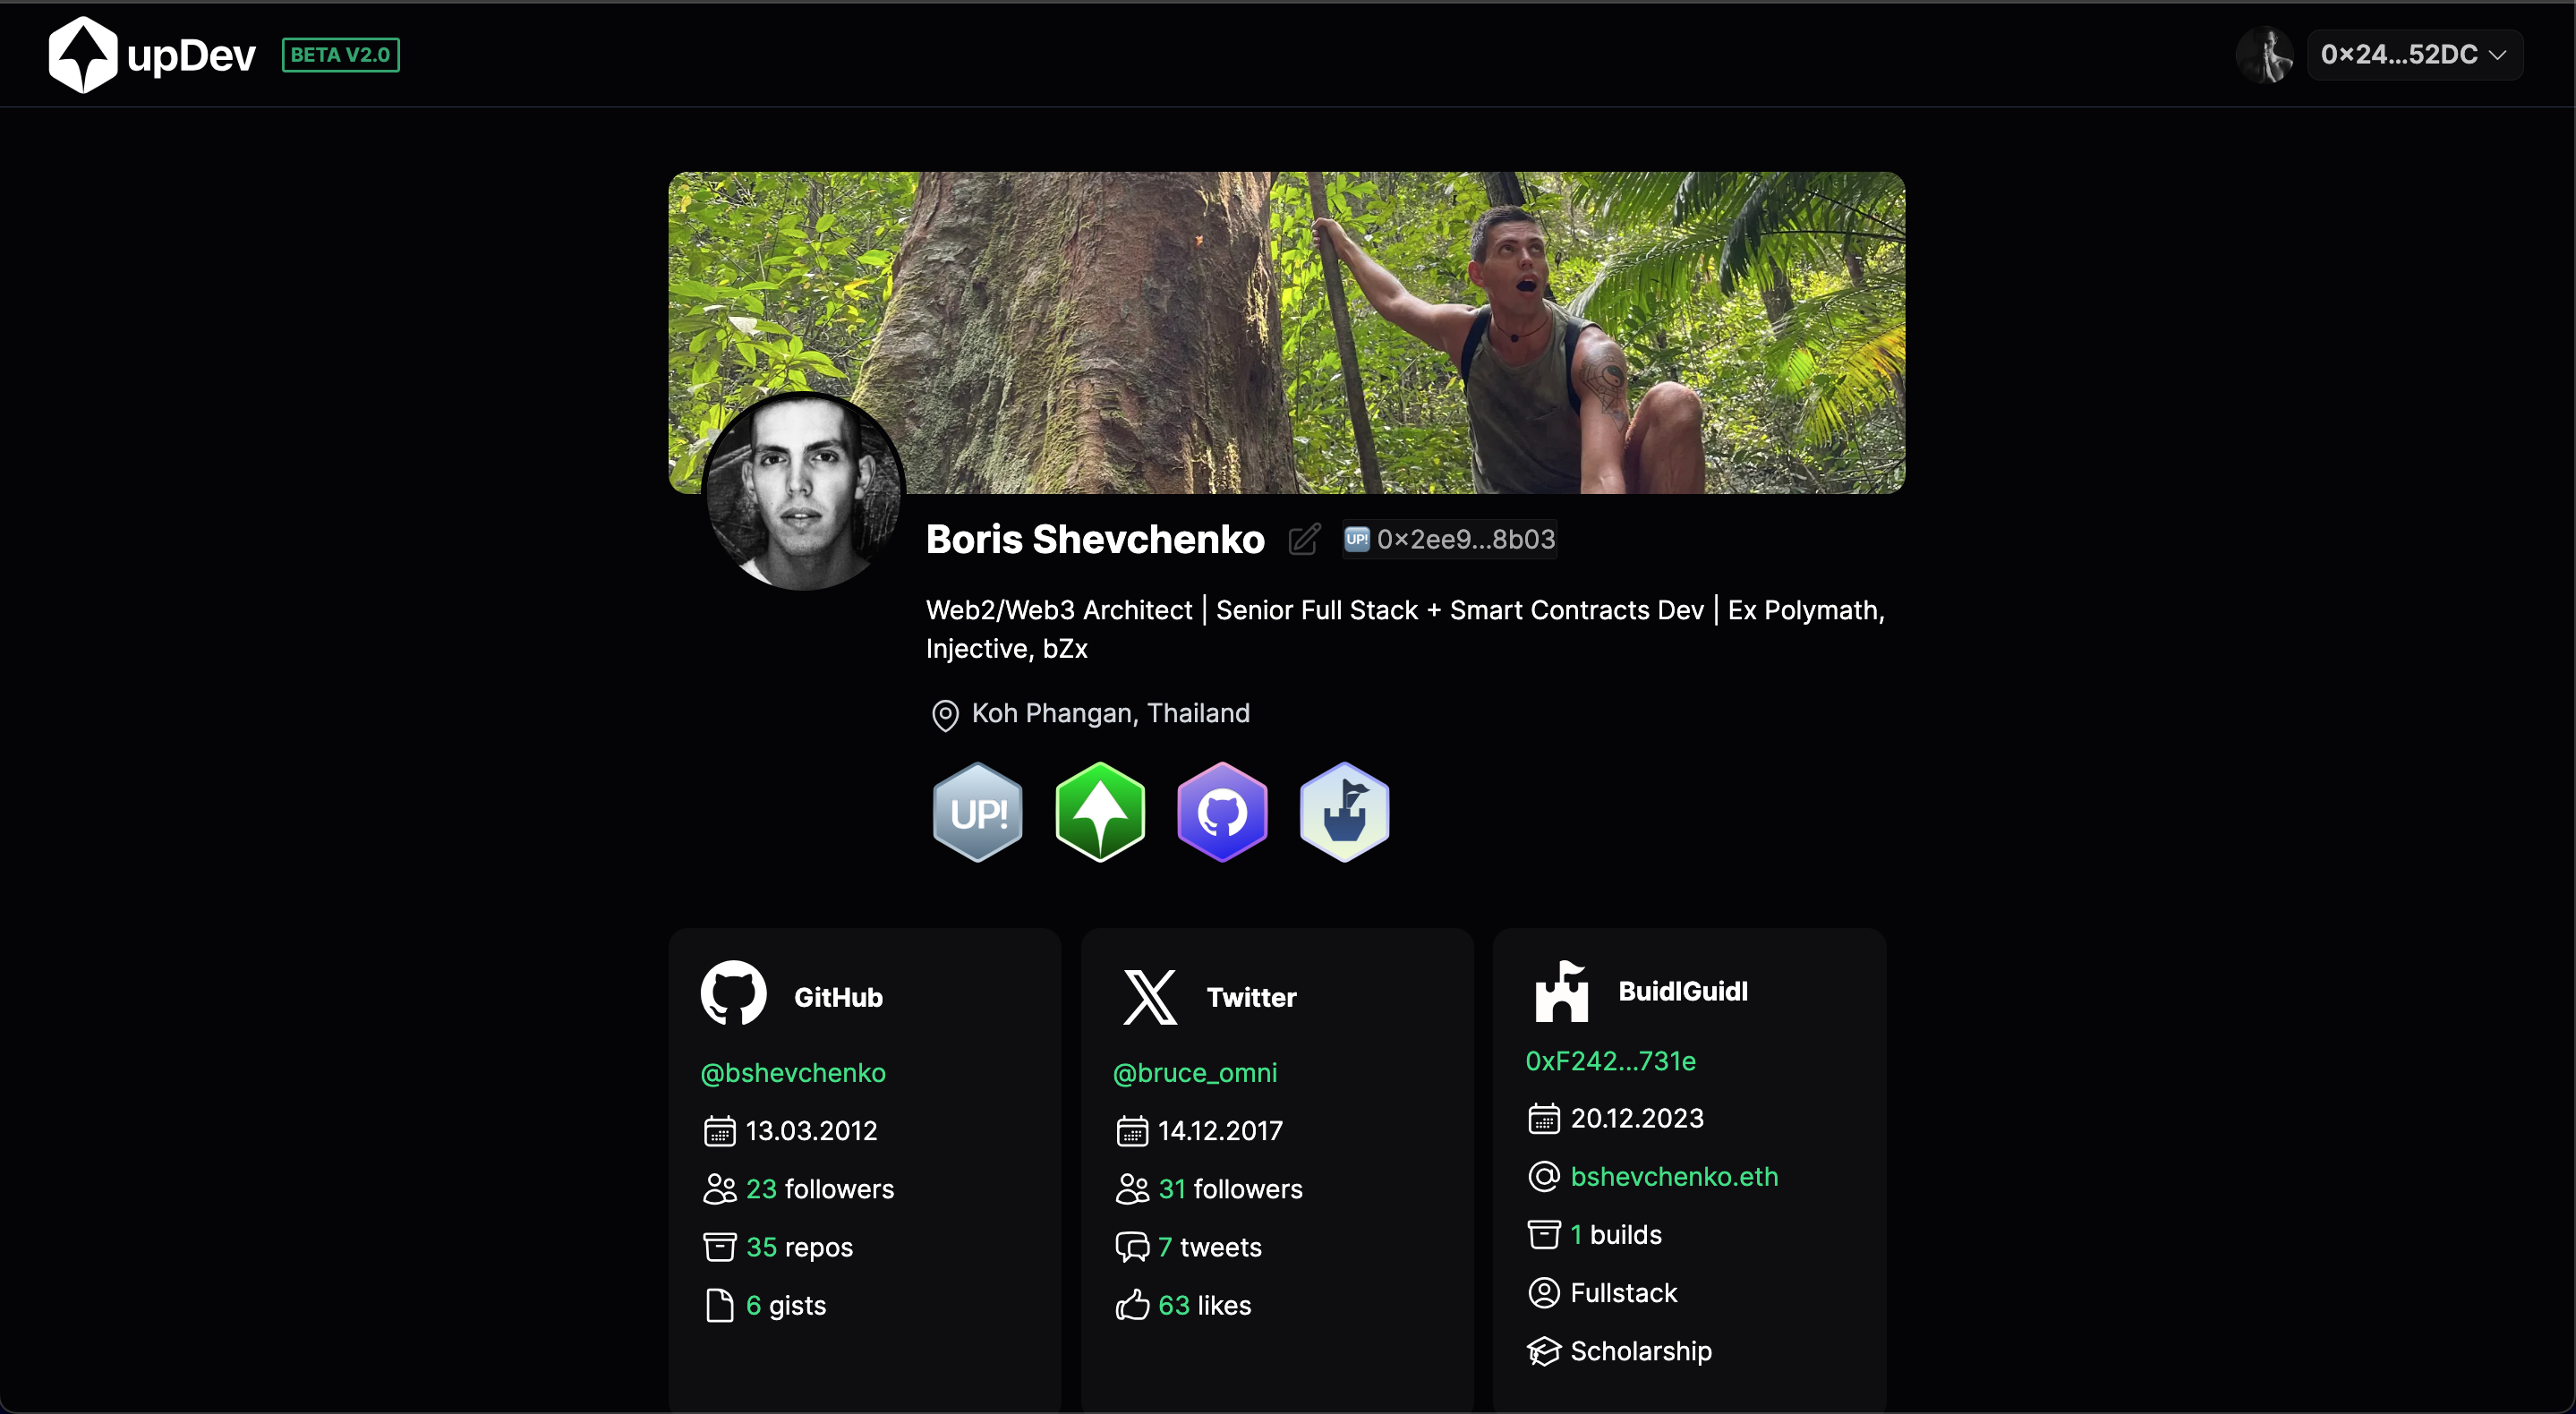 upDev
BETA V2.0
0×24...52DC
Boris Shevchenko
UP! 0×2ee9...8b03
Web2/Web3 Architect | Senior Full Stack + Smart Contracts Dev | Ex Polymath,
Injective, bZx
Koh Phangan, Thailand
UP!
GitHub
@bshevchenko
13.03.2012
23 followers
35 repos
6 gists
Twitter
@bruce_omni
14.12.2017
31 followers
7 tweets
63 likes
BuidlGuidl
0xF242...731e
20.12.2023
bshevchenko.eth
1 builds
Fullstack
Scholarship